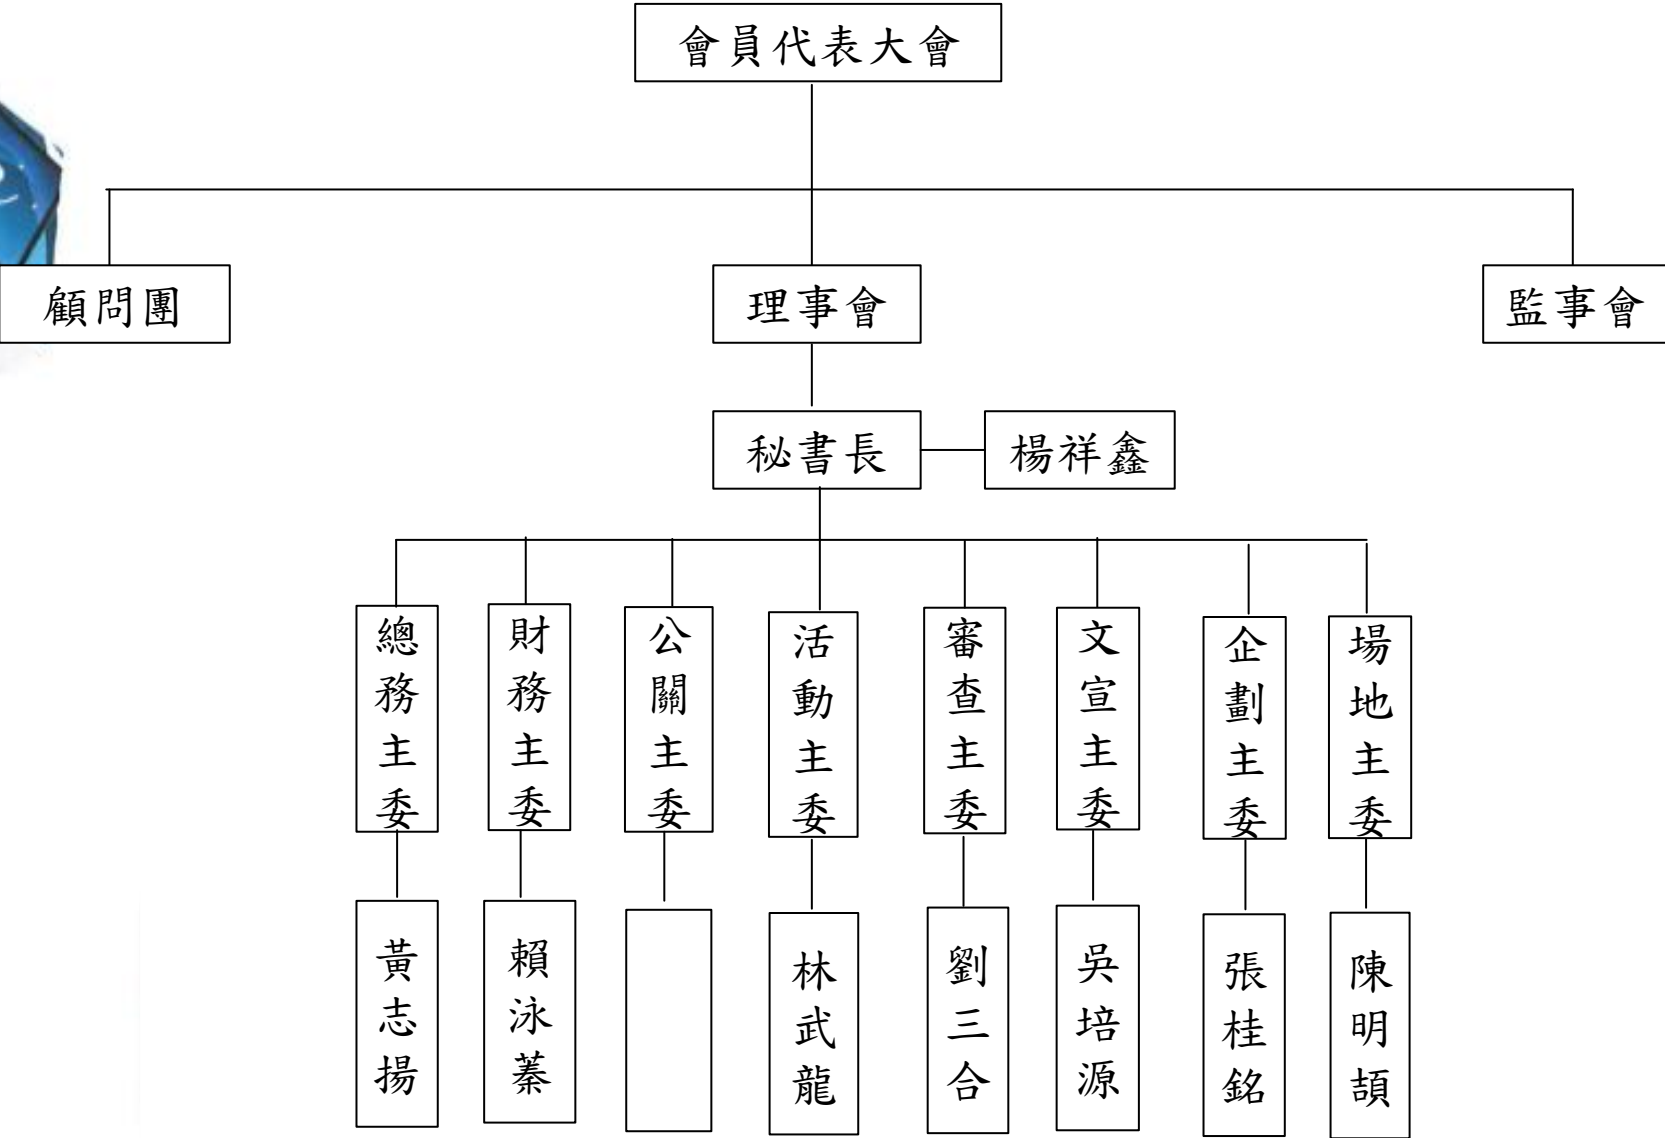 會員代表大會
顧問團
理事會
監事會
秘書長
楊祥鑫
總務主委
財務主委
公關主委
活動主委
審查主委
文宣主委
企劃主委
場地主委
黃志揚
賴泳蓁
林武龍
劉三合
吳培源
張桂銘
陳明頡